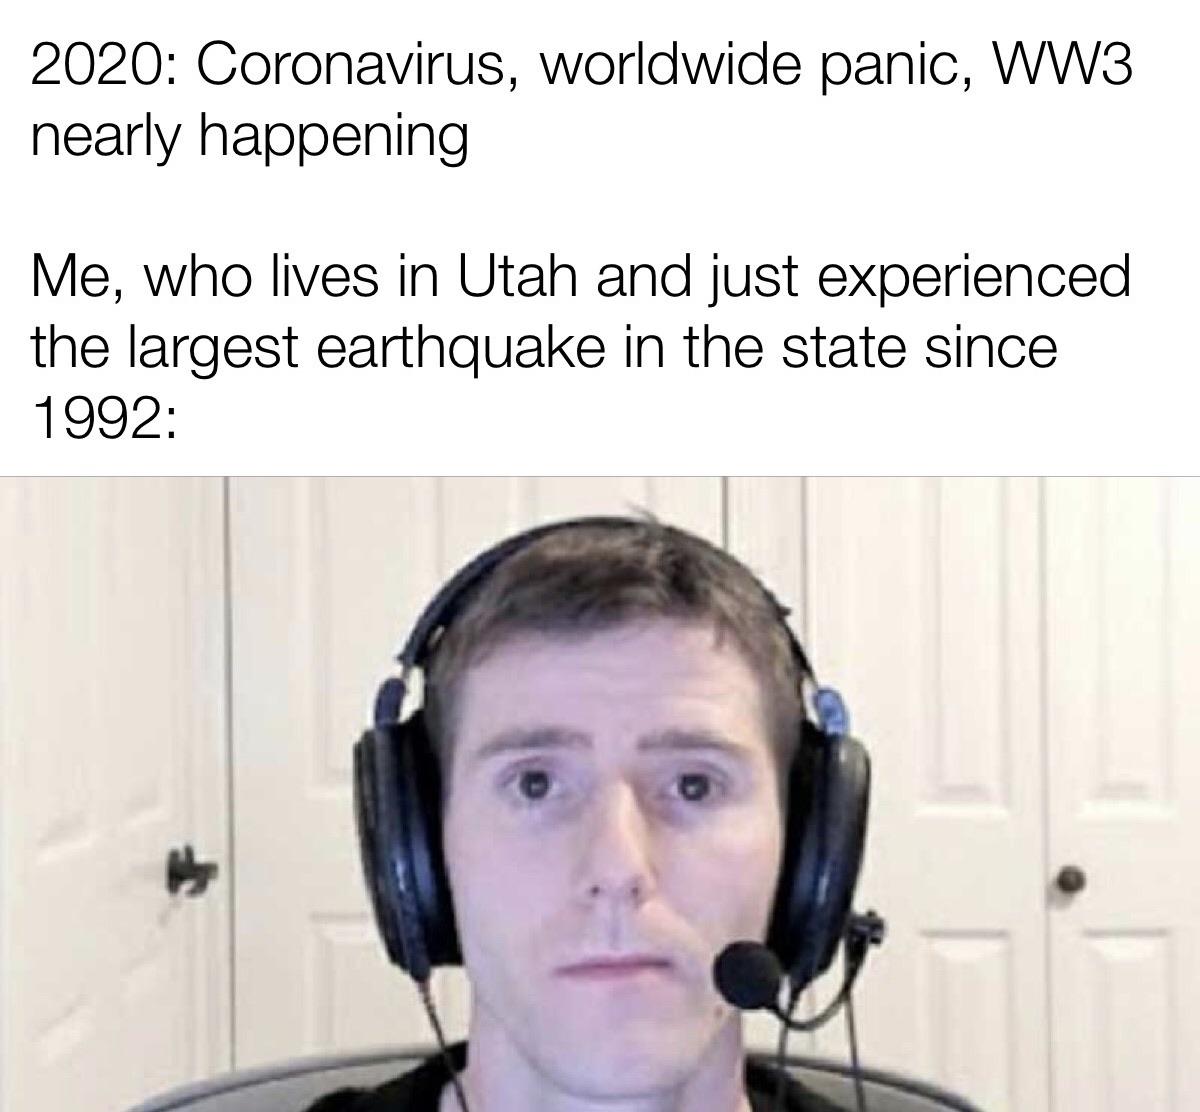 2020: Coronavirus, worldwide panic, WW3
nearly happening
Me, who lives in Utah and just experienced
the largest earthquake in the state since
1992: